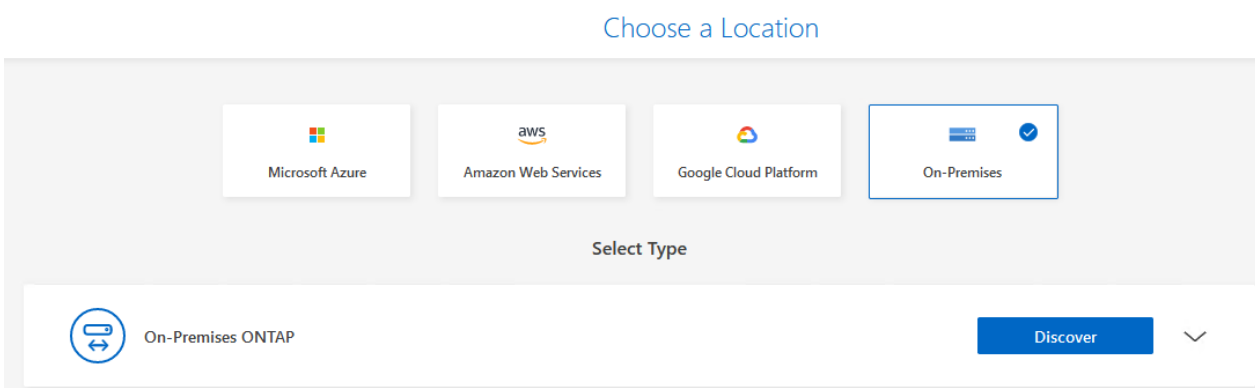 Choose a Location
aws
Microsoft Azure
Amazon Web Services
Google Cloud Platform
On-Premises
Select Type
On-Premises ONTAP
Discover